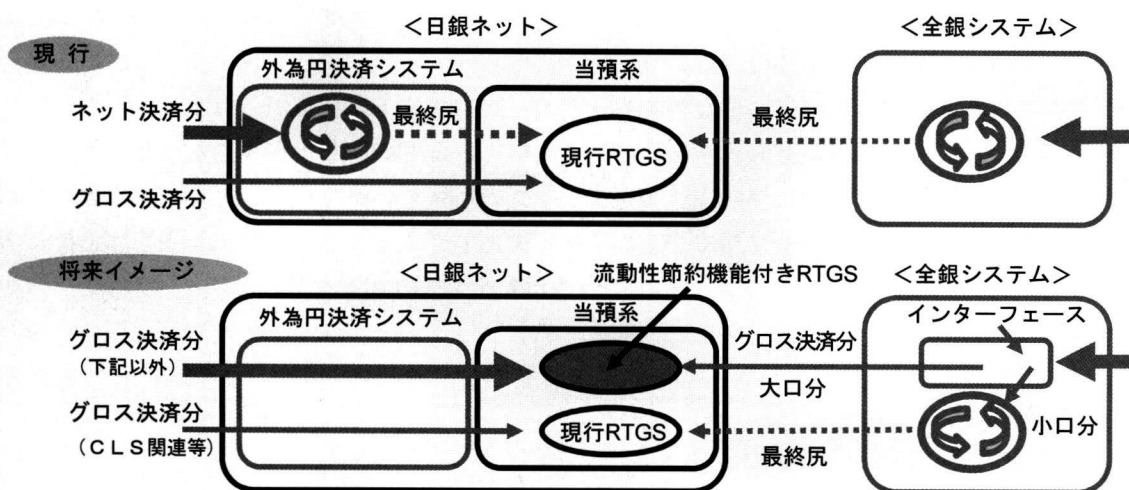 ＜日銀ネット＞
＜全銀システム＞
現 行
外為円決済システム
当預系
ネット決済分
最終尻
最終尻
現行RTGS
グロス決済分
将来イメージ
＜日銀ネット＞
流動性節約機能付きRTGS
＜全銀システム＞
外為円決済システム
当預系
インターフェース
グロス決済分
（下記以外）
グロス決済分
大口分
グロス決済分
（ＣＬＳ関連等）
現行RTGS
小口分
最終尻